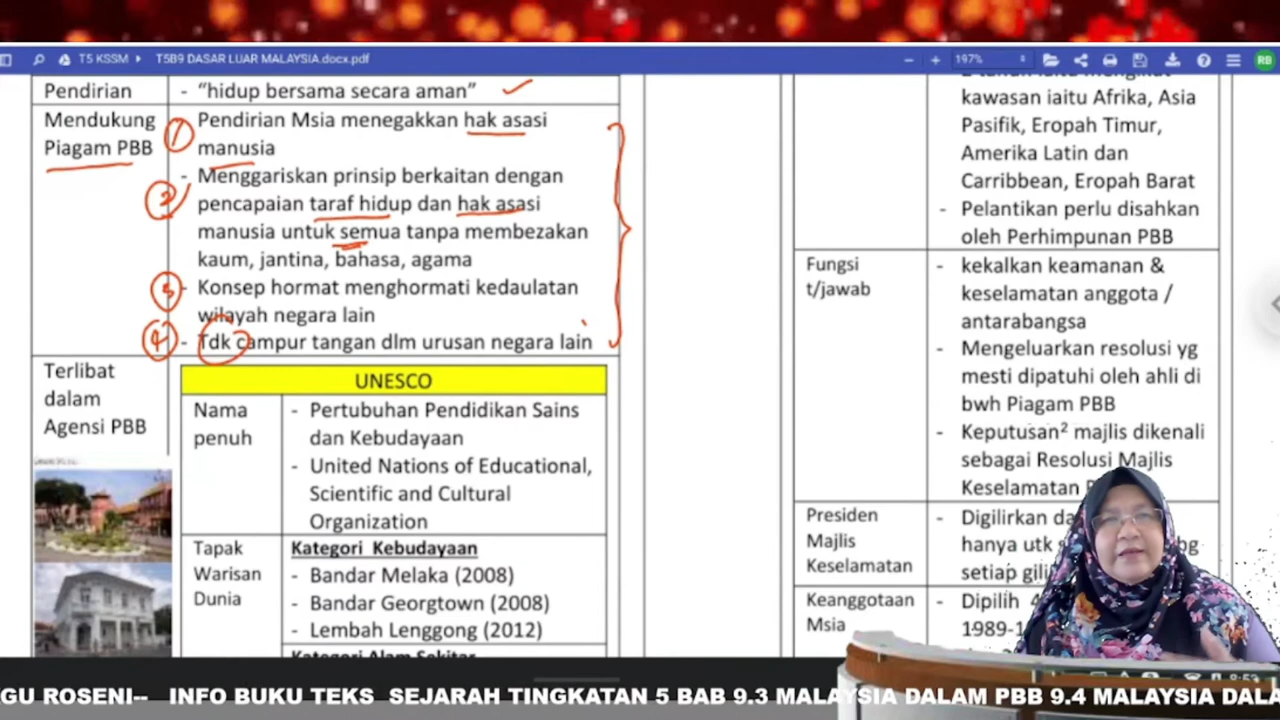 T5 KSSM
T5B9 DASAR LUAR MALAYSIA.docx.pdf
197%
RB
Pendirian
- “hidup bersama secara aman”
Mendukung
Piagam PBB
1
Pendirian Msia menegakkan hak asasi
manusia
2
- Menggariskan prinsip berkaitan dengan
pencapaian taraf hidup dan hak asasi
manusia untuk semua tanpa membezakan
kaum, jantina, bahasa, agama
3
- Konsep hormat menghormati kedaulatan
wilayah negara lain
4
- Tdk campur tangan dlm urusan negara lain
Terlibat
dalam
Agensi PBB
UNESCO
Nama
penuh
- Pertubuhan Pendidikan Sains
dan Kebudayaan
- United Nations of Educational,
Scientific and Cultural
Organization
Tapak
Warisan
Dunia
Kategori Kebudayaan
- Bandar Melaka (2008)
- Bandar Georgtown (2008)
- Lembah Lenggong (2012)
Kategori Alam Sekitar
kawasan iaitu Afrika, Asia
Pasifik, Eropah Timur,
Amerika Latin dan
Carribbean, Eropah Barat
- Pelantikan perlu disahkan
oleh Perhimpunan PBB
Fungsi
t/jawab
- kekalkan keamanan &
keselamatan anggota /
antarabangsa
- Mengeluarkan resolusi yg
mesti dipatuhi oleh ahli di
bwh Piagam PBB
- Keputusan² majlis dikenali
sebagai Resolusi Majlis
Keselamatan
Presiden
Majlis
Keselamatan
- Digilirkan
hanya utk
setiap
Keanggotaan
Msia
- Dipilih 4
GU ROSENI-- INFO BUKU TEKS SEJARAH TINGKATAN 5 BAB 9.3 MALAYSIA DALAM PBB 9.4 MALAYSIA DALA